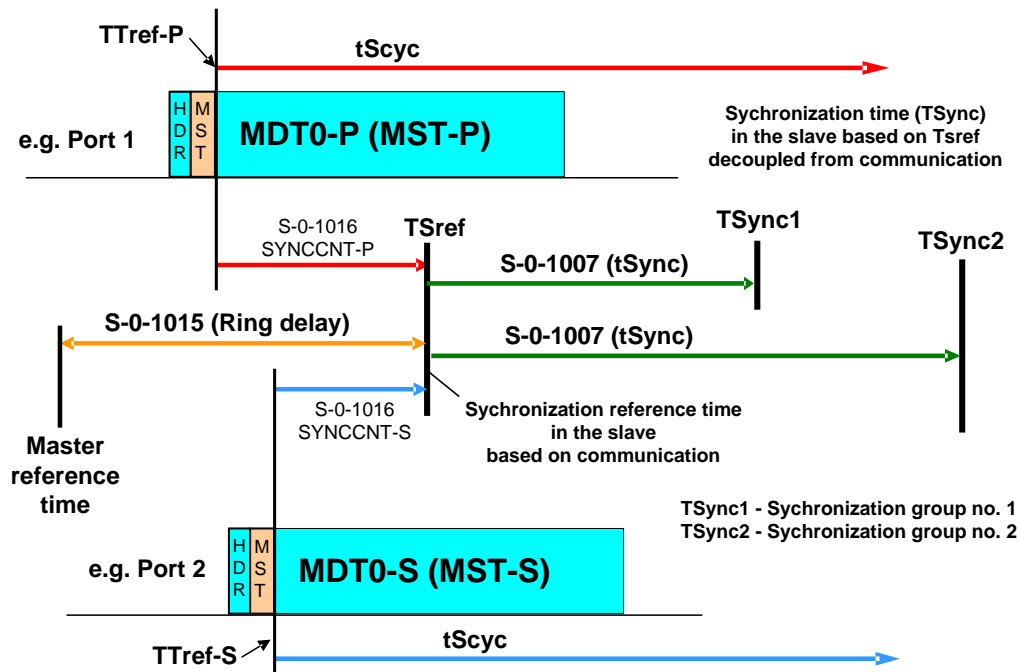 TTref-P
tScyc
H
D
R
M
S
T
MDT0-P (MST-P)
e.g. Port 1
Sychronization time (TSync)
in the slave based on Tsref
decoupled from communication
S-0-1016
SYNCCNT-P
TSref
TSync1
TSync2
S-0-1007 (tSync)
S-0-1015 (Ring delay)
S-0-1007 (tSync)
S-0-1016
SYNCCNT-S
Sychronization reference time
in the slave
based on communication
Master
reference
time
TSync1 - Sychronization group no. 1
TSync2 - Sychronization group no. 2
H
D
R
M
S
T
MDT0-S (MST-S)
e.g. Port 2
TTref-S
tScyc